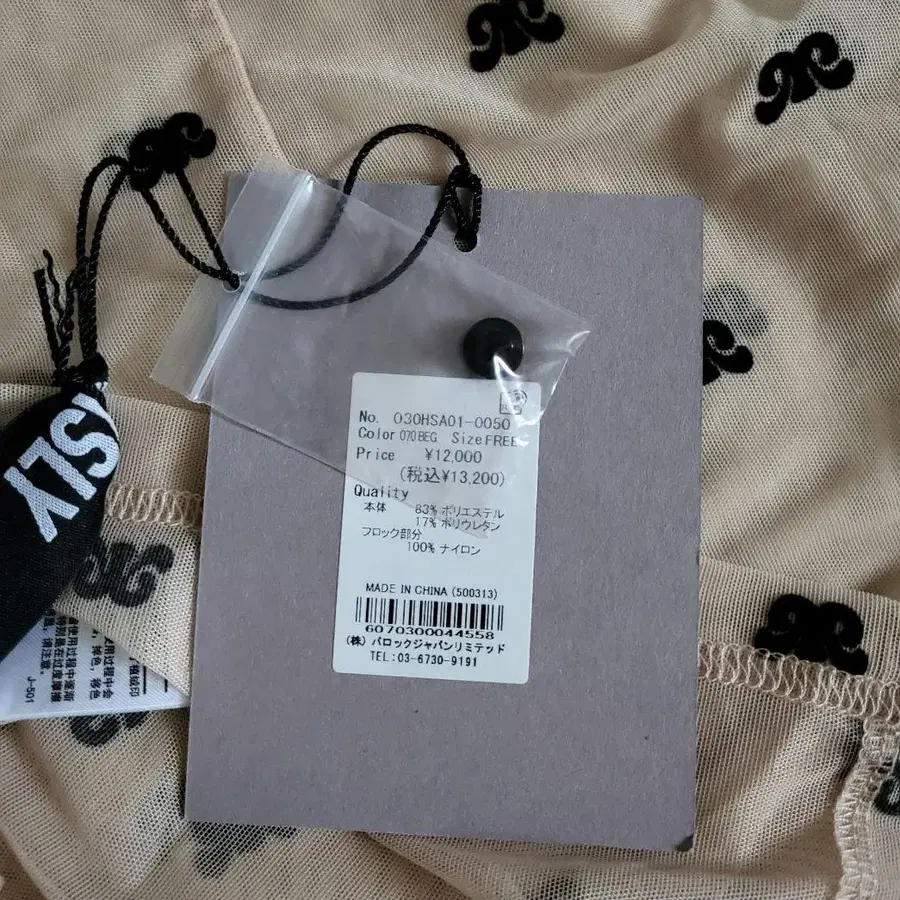 No. 030HSA01-0050
Color 070 BEG Size FREE
Price ¥12,000
(税込¥13,200)
Quality
本体 83% ポリエステル
17% ポリウレタン
フロック部分
100% ナイロン
MADE IN CHINA (500313)
6070300044558
(株) バロックジャパンリミテッド
TEL:03-6730-9191
SLY
J-501